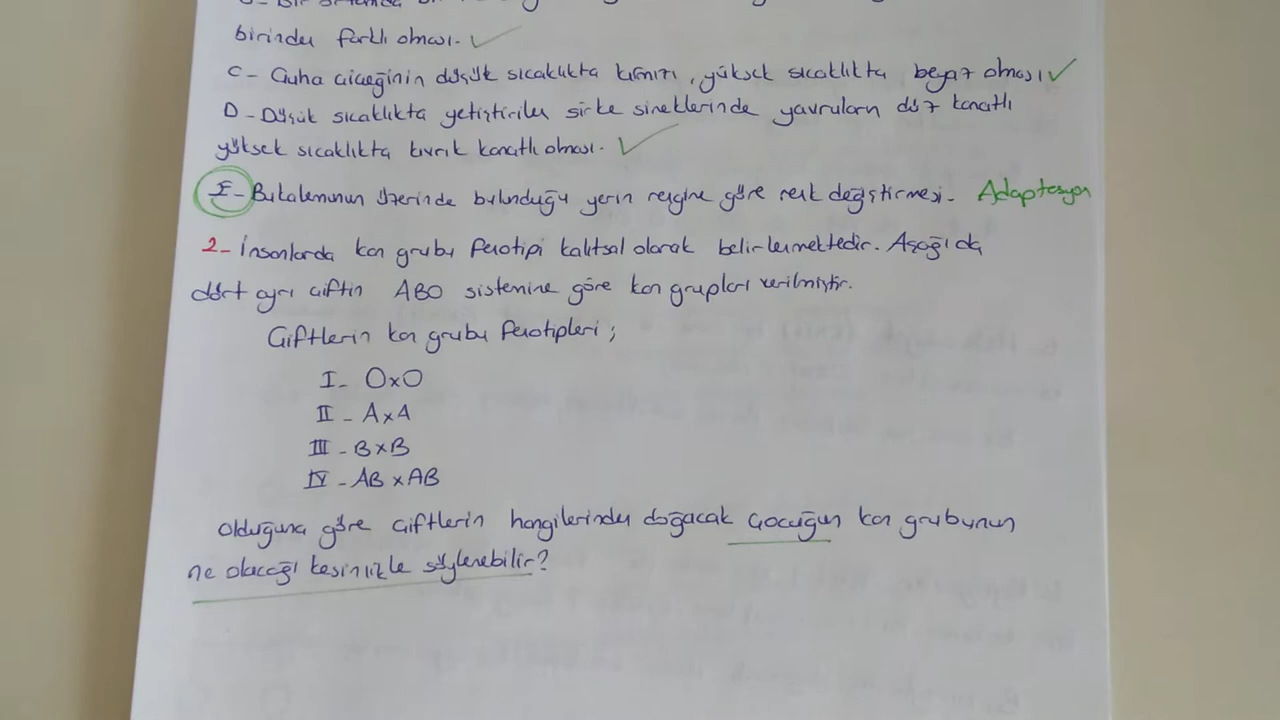 birinden farklı olması. ✓
C- Çuha çiçeğinin düşük sıcaklıkta kırmızı, yüksek sıcaklıkta beyaz olması ✓
D- Düşük sıcaklıkta yetiştirilen sirke sineklerinde yavruların düz kanatlı
yüksek sıcaklıkta kıvrık kanatlı olması. ✓
E- Bukalemunun üzerinde bulunduğu yerin rengine göre renk değiştirmesi. Adaptasyon
2- İnsanlarda kan grubu fenotipi kalıtsal olarak belirlenmektedir. Aşağıda
dört ayrı çiftin ABO sistemine göre kan grupları verilmiştir.
Çiftlerin kan grubu fenotipleri;
I- OxO
II- AxA
III- BxB
IV- AB x AB
olduğuna göre çiftlerin hangilerinden doğacak çocuğun kan grubunun
ne olacağı kesinlikle söylenebilir?